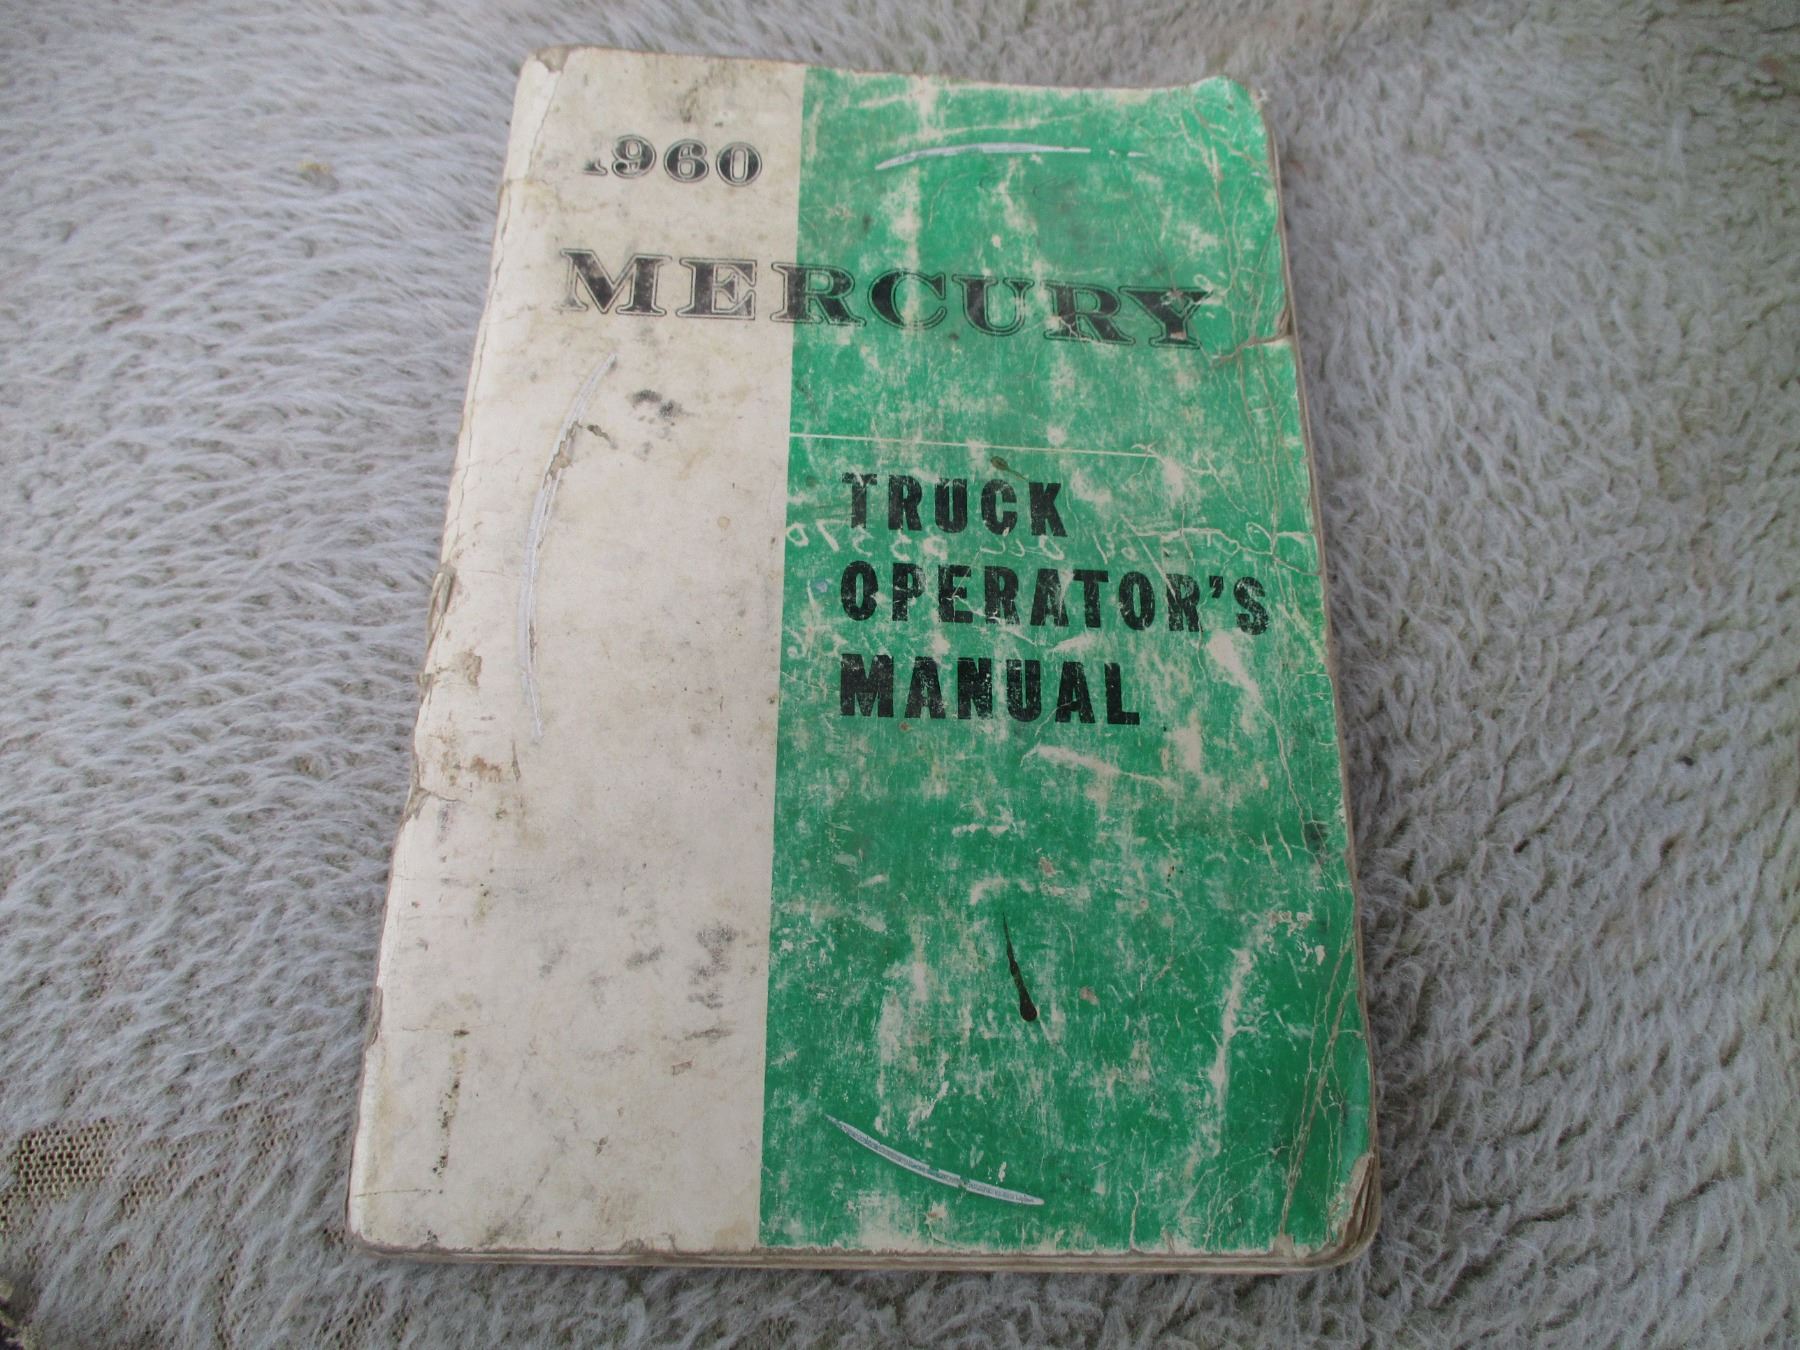 1960
MERCURY
TRUCK
OPERATOR'S
MANUAL